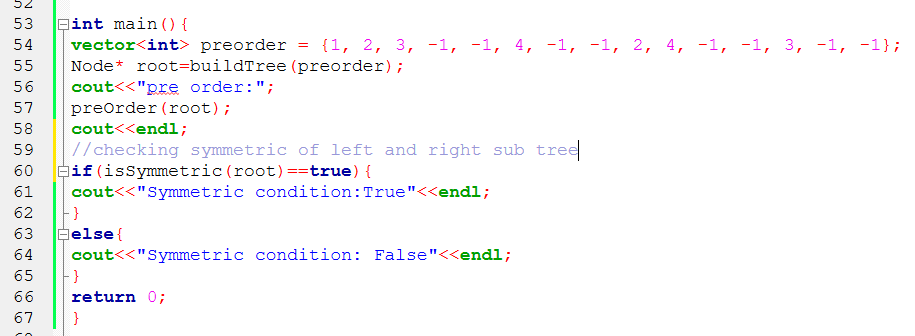 52
53 int main(){
54 vector<int> preorder = {1, 2, 3, -1, -1, 4, -1, -1, 2, 4, -1, -1, 3, -1, -1};
55 Node* root=buildTree(preorder);
56 cout<<"pre order:";
57 preOrder(root);
58 cout<<endl;
59 //checking symmetric of left and right sub tree
60 if(isSymmetric(root)==true){
61 cout<<"Symmetric condition:True"<<endl;
62 }
63 else{
64 cout<<"Symmetric condition: False"<<endl;
65 }
66 return 0;
67 }